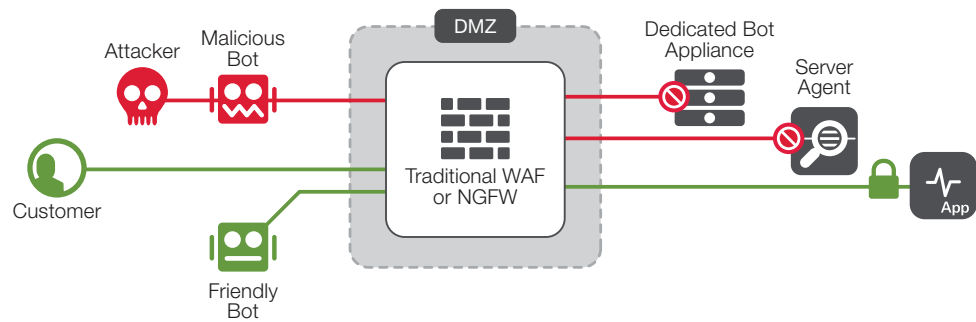 DMZ
Attacker
Malicious
Bot
Dedicated Bot
Appliance
Server
Agent
Traditional WAF
or NGFW
Customer
App
Friendly
Bot